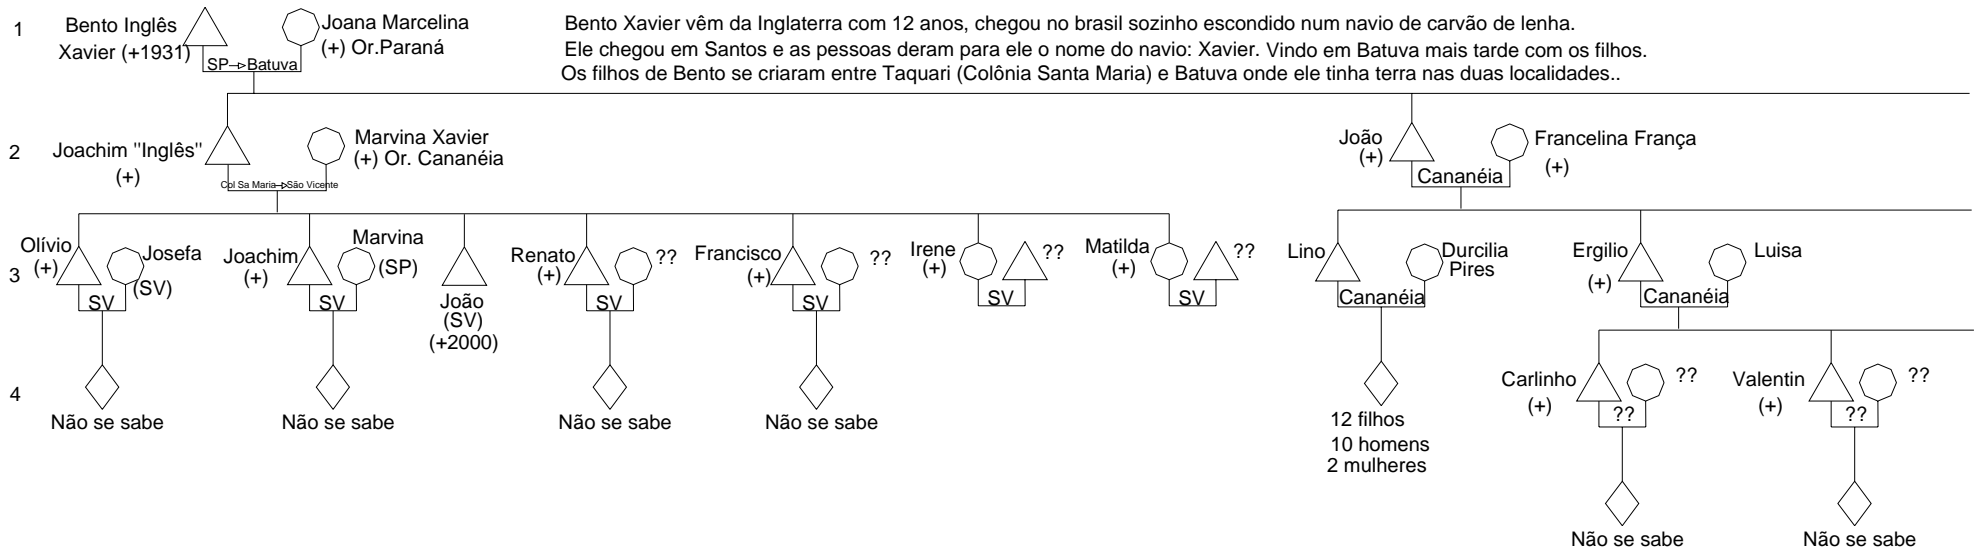 1
Bento Inglês
Xavier (+1931)
Joana Marcelina
(+) Or.Paraná
SP→Batuva
Bento Xavier vêm da Inglaterra com 12 anos, chegou no brasil sozinho escondido num navio de carvão de lenha.
Ele chegou em Santos e as pessoas deram para ele o nome do navio: Xavier. Vindo em Batuva mais tarde com os filhos.
Os filhos de Bento se criaram entre Taquari (Colônia Santa Maria) e Batuva onde ele tinha terra nas duas localidades..
2
Joachim "Inglês"
(+)
Marvina Xavier
(+) Or. Cananéia
Col Sa Maria→São Vicente
João
(+)
Francelina França
(+)
Cananéia
3
Olívio
(+)
Josefa
(SV)
SV
Joachim
(+)
Marvina
(SP)
SV
João
(SV)
(+2000)
Renato
(+)
??
SV
Francisco
(+)
??
SV
Irene
(+)
??
SV
Matilda
(+)
??
SV
Lino
Durcilia
Pires
Cananéia
Ergilio
(+)
Luisa
Cananéia
4
Não se sabe
Não se sabe
Não se sabe
Não se sabe
12 filhos
10 homens
2 mulheres
Carlinho
(+)
??
??
Valentin
(+)
??
??
Não se sabe
Não se sabe